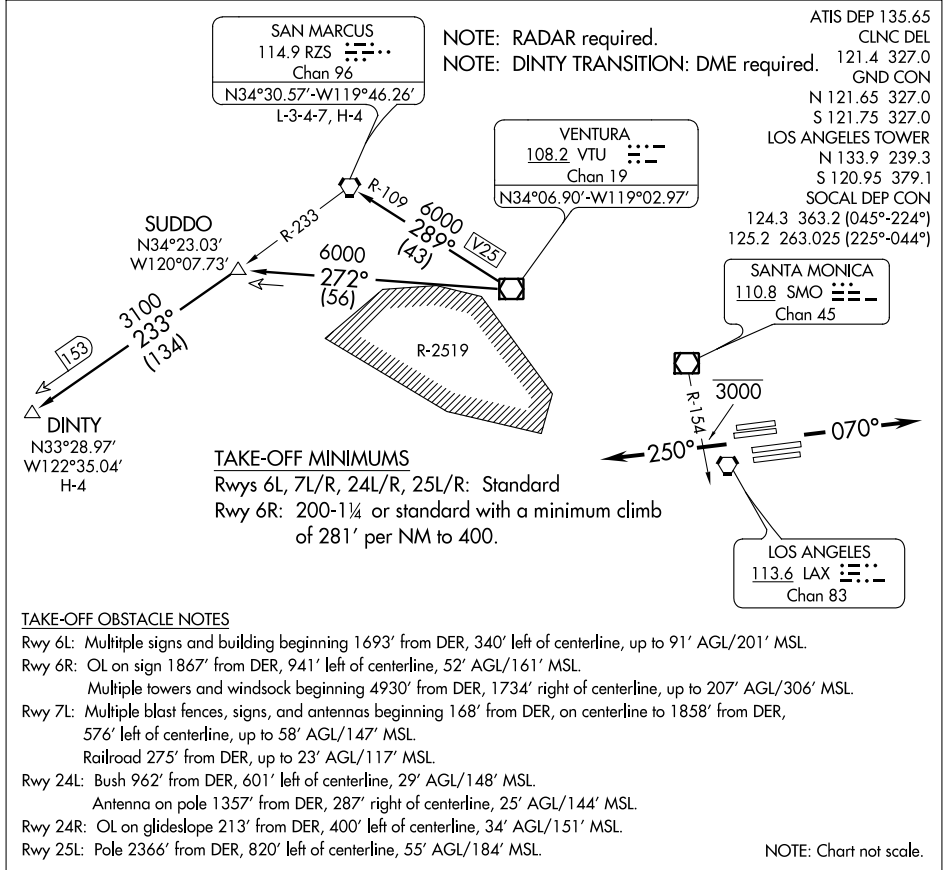 SAN MARCUS
114.9 RZS
Chan 96
N34°30.57′-W119°46.26′
L-3-4-7, H-4
NOTE: RADAR required.
NOTE: DINTY TRANSITION: DME required.
ATIS DEP 135.65
CLNC DEL
121.4 327.0
GND CON
N 121.65 327.0
S 121.75 327.0
LOS ANGELES TOWER
N 133.9 239.3
S 120.95 379.1
SOCAL DEP CON
124.3 363.2 (045°-224°)
125.2 263.025 (225°-044°)
VENTURA
108.2 VTU
Chan 19
N34°06.90′-W119°02.97′
R-109
6000
289°
(43)
V25
R-233
SUDDO
N34°23.03′
W120°07.73′
6000
272°
(56)
3100
233°
(134)
153
R-2519
DINTY
N33°28.97′
W122°35.04′
H-4
SANTA MONICA
110.8 SMO
Chan 45
R-154
3000
250°
070°
LOS ANGELES
113.6 LAX
Chan 83
TAKE-OFF MINIMUMS
Rwys 6L, 7L/R, 24L/R, 25L/R: Standard
Rwy 6R: 200-1¼ or standard with a minimum climb
of 281′ per NM to 400.
TAKE-OFF OBSTACLE NOTES
Rwy 6L: Multitple signs and building beginning 1693′ from DER, 340′ left of centerline, up to 91′ AGL/201′ MSL.
Rwy 6R: OL on sign 1867′ from DER, 941′ left of centerline, 52′ AGL/161′ MSL.
Multiple towers and windsock beginning 4930′ from DER, 1734′ right of centerline, up to 207′ AGL/306′ MSL.
Rwy 7L: Multiple blast fences, signs, and antennas beginning 168′ from DER, on centerline to 1858′ from DER,
576′ left of centerline, up to 58′ AGL/147′ MSL.
Railroad 275′ from DER, up to 23′ AGL/117′ MSL.
Rwy 24L: Bush 962′ from DER, 601′ left of centerline, 29′ AGL/148′ MSL.
Antenna on pole 1357′ from DER, 287′ right of centerline, 25′ AGL/144′ MSL.
Rwy 24R: OL on glideslope 213′ from DER, 400′ left of centerline, 34′ AGL/151′ MSL.
Rwy 25L: Pole 2366′ from DER, 820′ left of centerline, 55′ AGL/184′ MSL.
NOTE: Chart not scale.